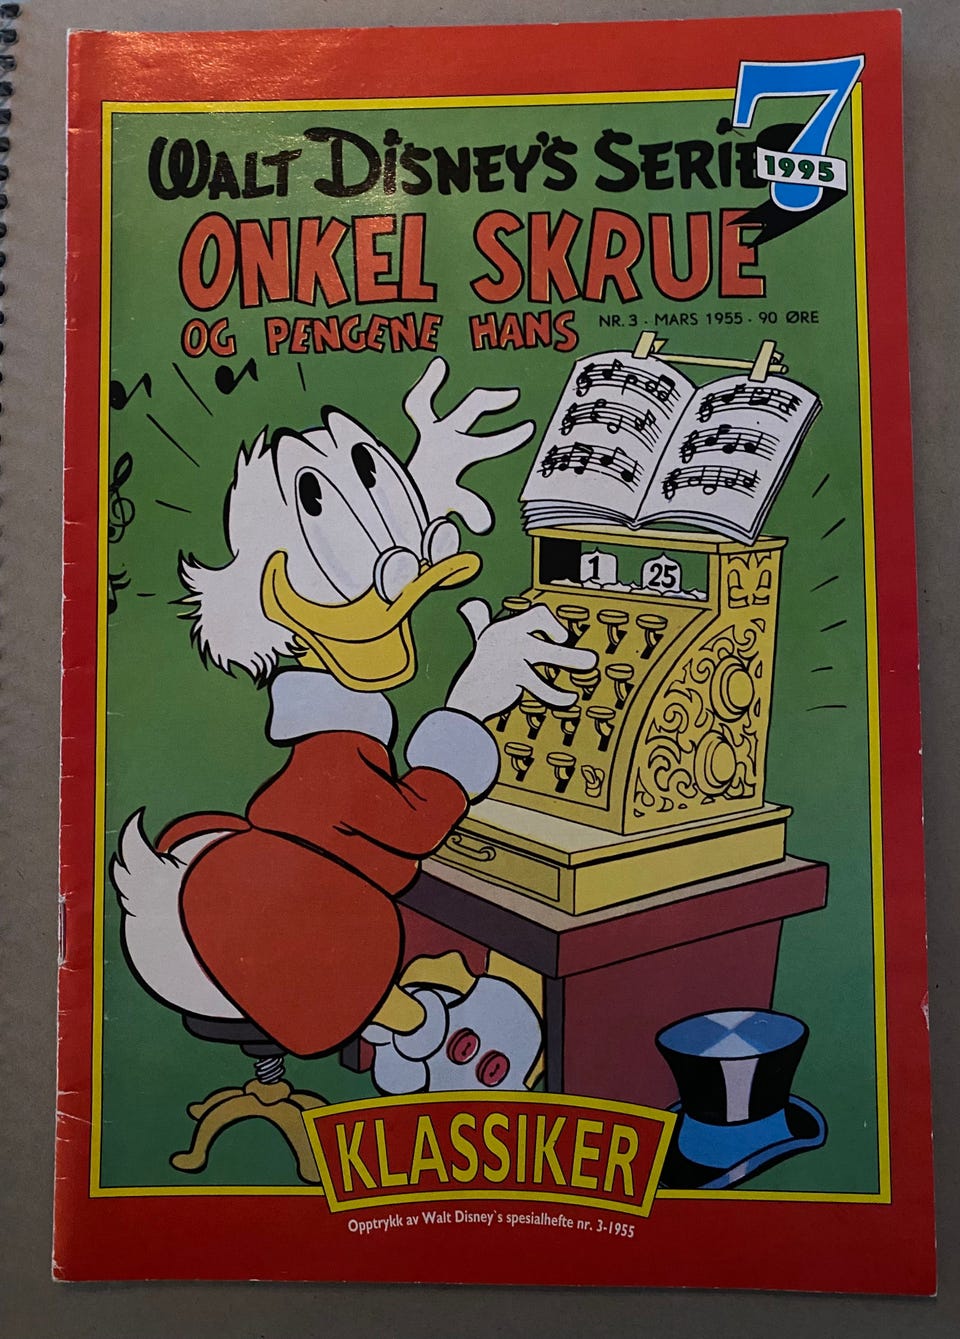 WALT DISNEY'S SERIE
7
1995
ONKEL SKRUE
OG PENGENE HANS
NR. 3 · MARS 1955 · 90 ØRE
1 25
KLASSIKER
Opptrykk av Walt Disney`s spesialhefte nr. 3-1955